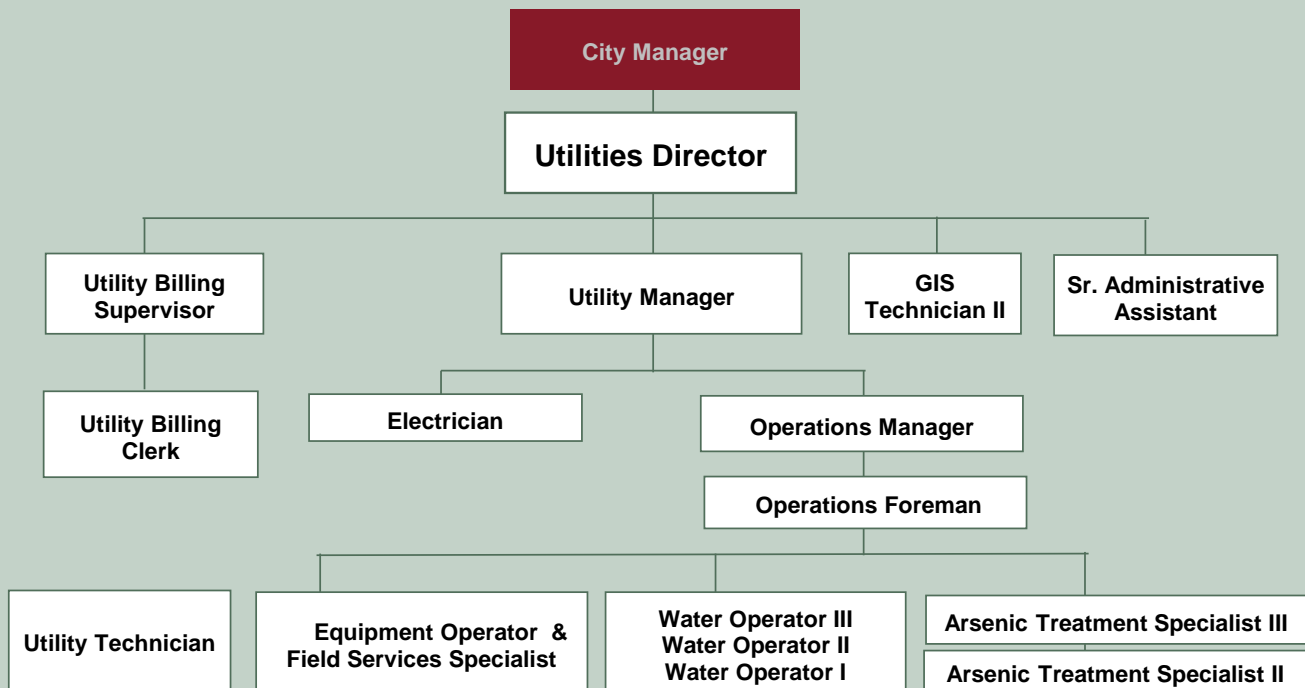 City Manager
Utilities Director
Utility Billing
Supervisor
Utility Manager
GIS
Technician II
Sr. Administrative
Assistant
Utility Billing
Clerk
Electrician
Operations Manager
Operations Foreman
Utility Technician
Equipment Operator &
Field Services Specialist
Water Operator III
Water Operator II
Water Operator I
Arsenic Treatment Specialist III
Arsenic Treatment Specialist II